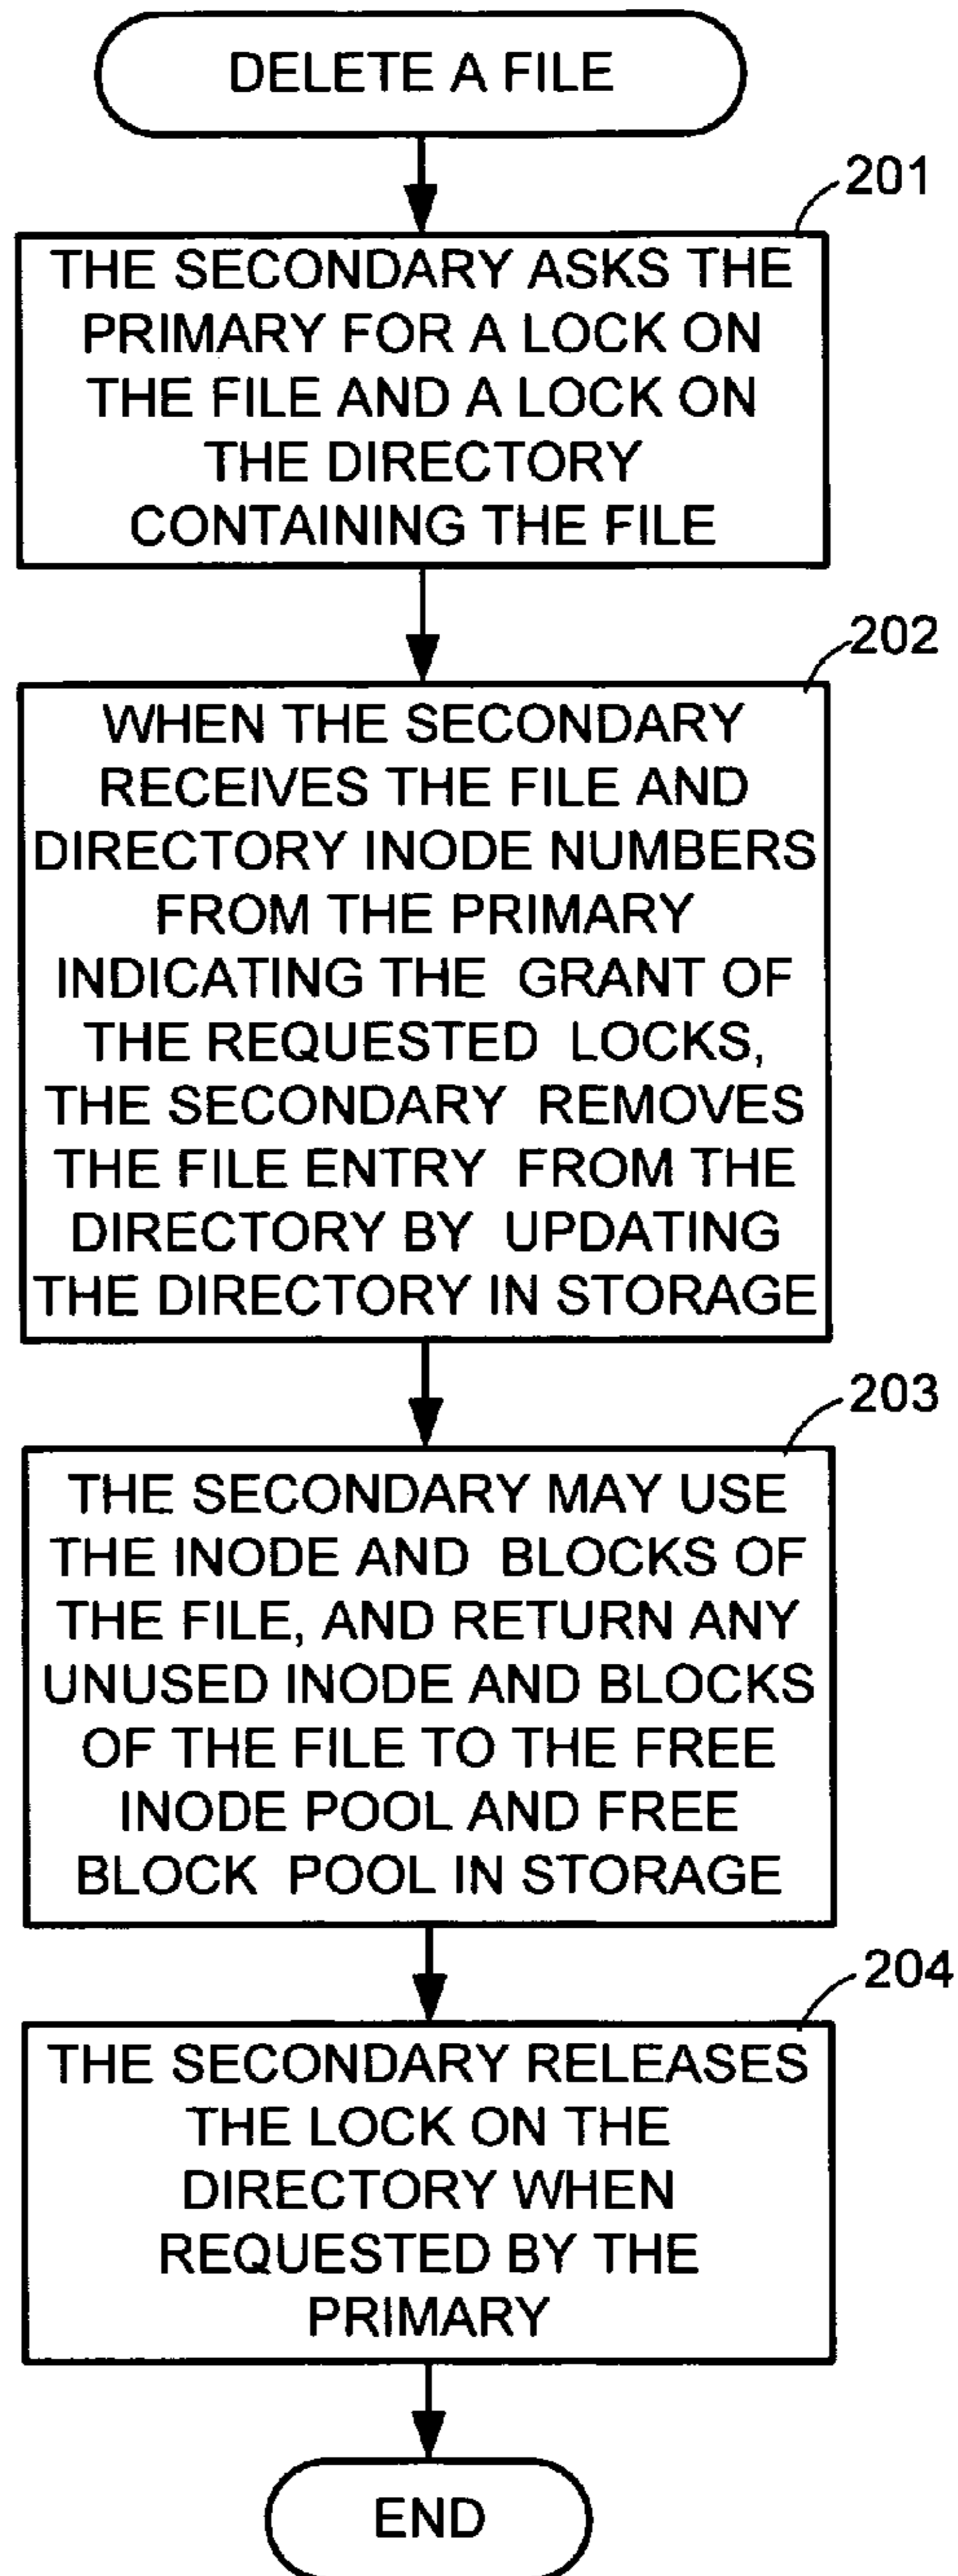 DELETE A FILE
201
THE SECONDARY ASKS THE
PRIMARY FOR A LOCK ON
THE FILE AND A LOCK ON
THE DIRECTORY
CONTAINING THE FILE
202
WHEN THE SECONDARY
RECEIVES THE FILE AND
DIRECTORY INODE NUMBERS
FROM THE PRIMARY
INDICATING THE GRANT OF
THE REQUESTED LOCKS,
THE SECONDARY REMOVES
THE FILE ENTRY FROM THE
DIRECTORY BY UPDATING
THE DIRECTORY IN STORAGE
203
THE SECONDARY MAY USE
THE INODE AND BLOCKS OF
THE FILE, AND RETURN ANY
UNUSED INODE AND BLOCKS
OF THE FILE TO THE FREE
INODE POOL AND FREE
BLOCK POOL IN STORAGE
204
THE SECONDARY RELEASES
THE LOCK ON THE
DIRECTORY WHEN
REQUESTED BY THE
PRIMARY
END